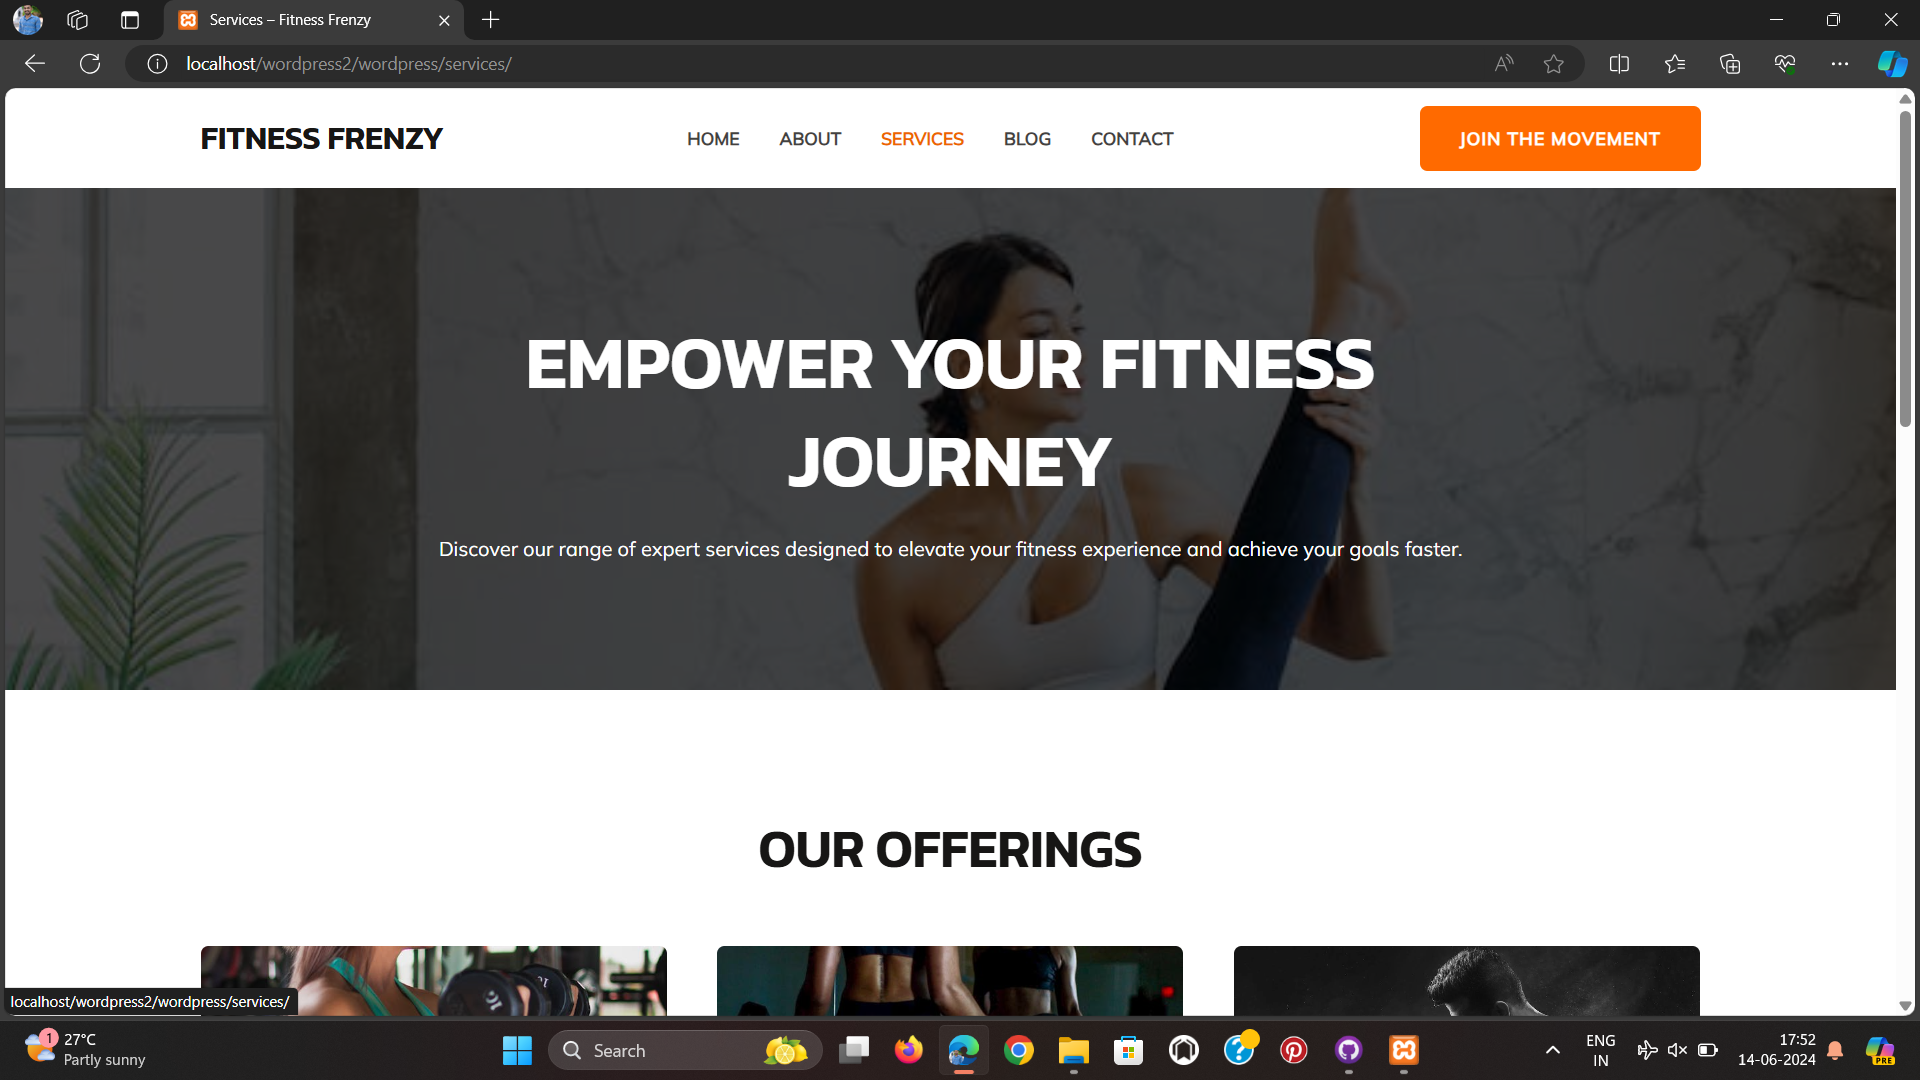 Services – Fitness Frenzy
localhost/wordpress2/wordpress/services/
FITNESS FRENZY
HOME ABOUT SERVICES BLOG CONTACT
JOIN THE MOVEMENT
EMPOWER YOUR FITNESS
JOURNEY
Discover our range of expert services designed to elevate your fitness experience and achieve your goals faster.
OUR OFFERINGS
localhost/wordpress2/wordpress/services/
1
27°C
Partly sunny
Search
PRE
ENG
IN
17:52
14-06-2024